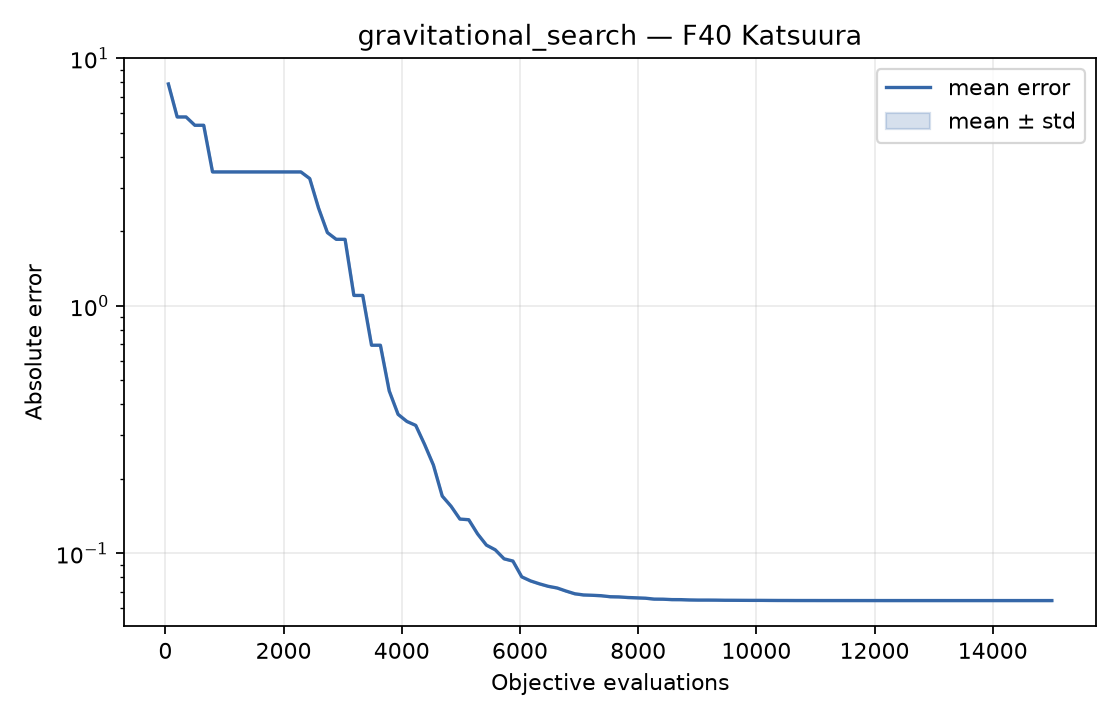 gravitational_search — F40 Katsuura
10¹
10⁰
10⁻¹
Absolute error
mean error
mean ± std
0 2000 4000 6000 8000 10000 12000 14000
Objective evaluations